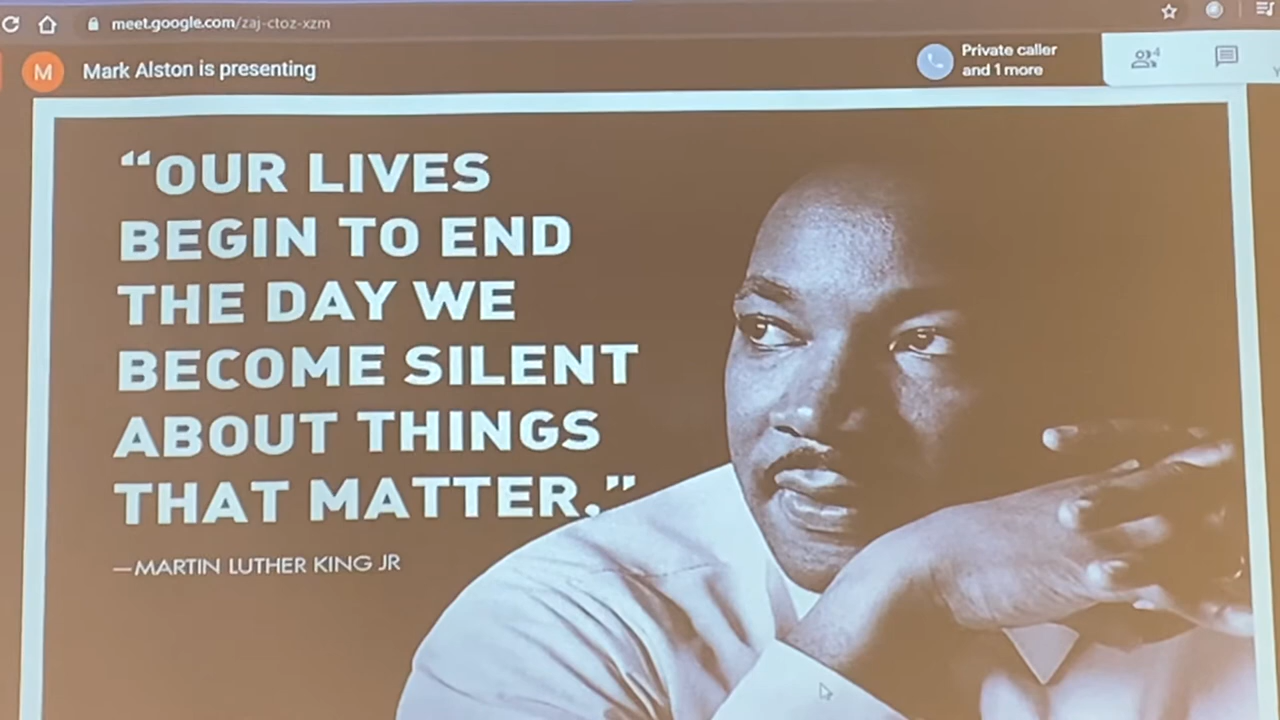 meet.google.com/zaj-ctoz-xzm
M
Mark Alston is presenting
Private caller
and 1 more
4
“OUR LIVES
BEGIN TO END
THE DAY WE
BECOME SILENT
ABOUT THINGS
THAT MATTER.”
—MARTIN LUTHER KING JR